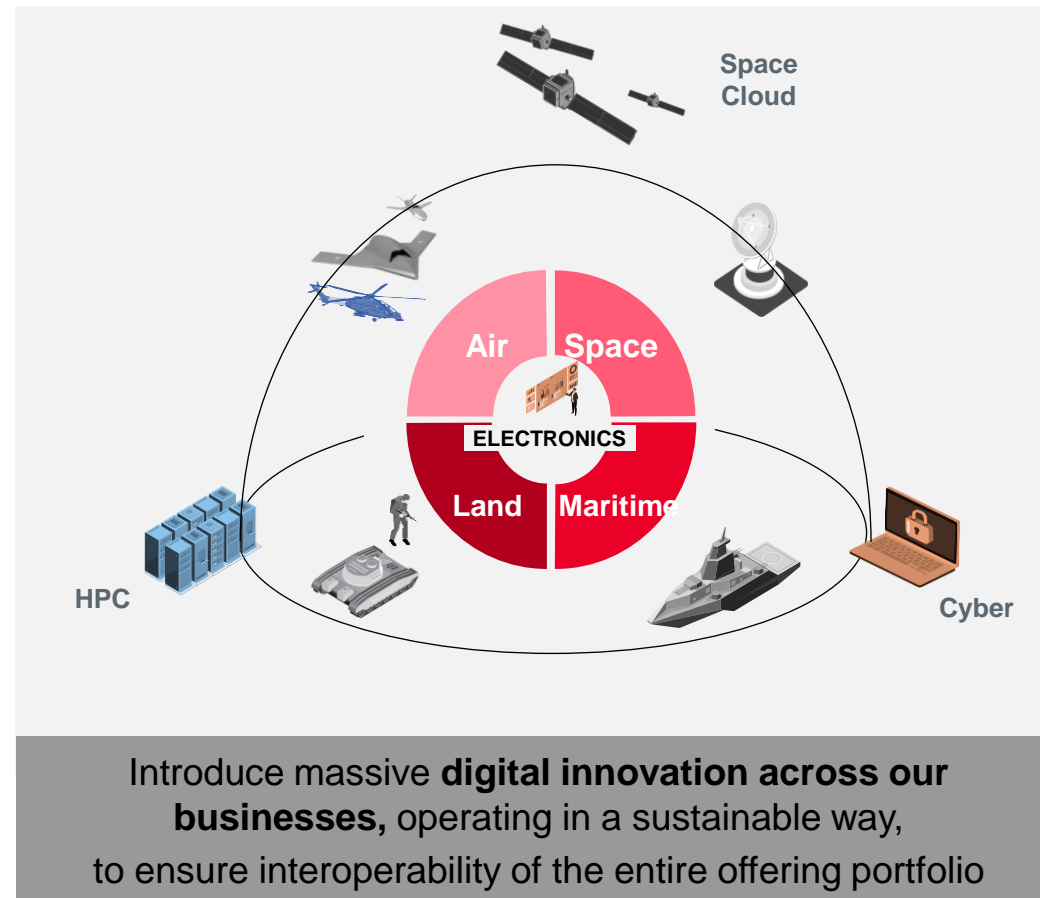 Space
Cloud
Air
Space
ELECTRONICS
Land
Maritime
HPC
Cyber
Introduce massive digital innovation across our
businesses, operating in a sustainable way,
to ensure interoperability of the entire offering portfolio